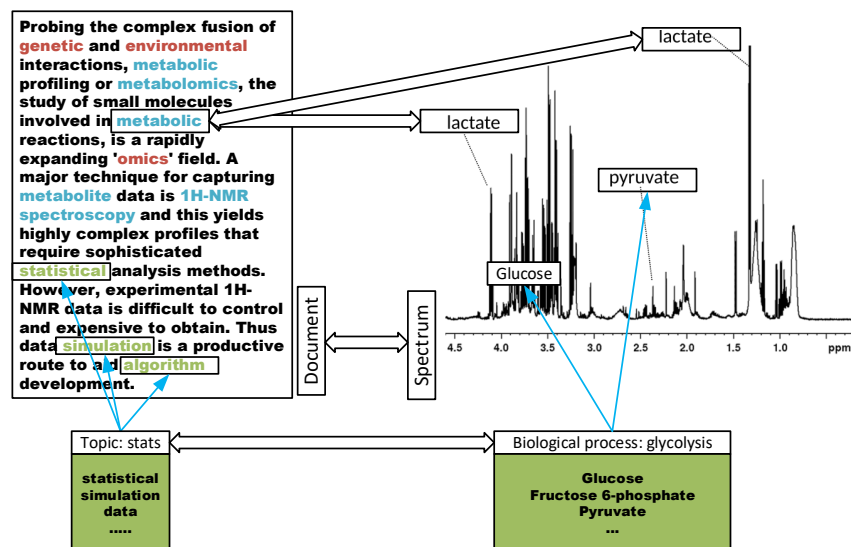 Probing the complex fusion of
genetic and environmental
interactions, metabolic
profiling or metabolomics, the
study of small molecules
involved in metabolic
reactions, is a rapidly
expanding 'omics' field. A
major technique for capturing
metabolite data is 1H-NMR
spectroscopy and this yields
highly complex profiles that
require sophisticated
statistical analysis methods.
However, experimental 1H-
NMR data is difficult to control
and expensive to obtain. Thus
data simulation is a productive
route to aid algorithm
development.
Document
Spectrum
lactate
lactate
pyruvate
Glucose
4.5 4.0 3.5 3.0 2.5 2.0 1.5 1.0 ppm
Topic: stats
statistical
simulation
data
.....
Biological process: glycolysis
Glucose
Fructose 6-phosphate
Pyruvate
...